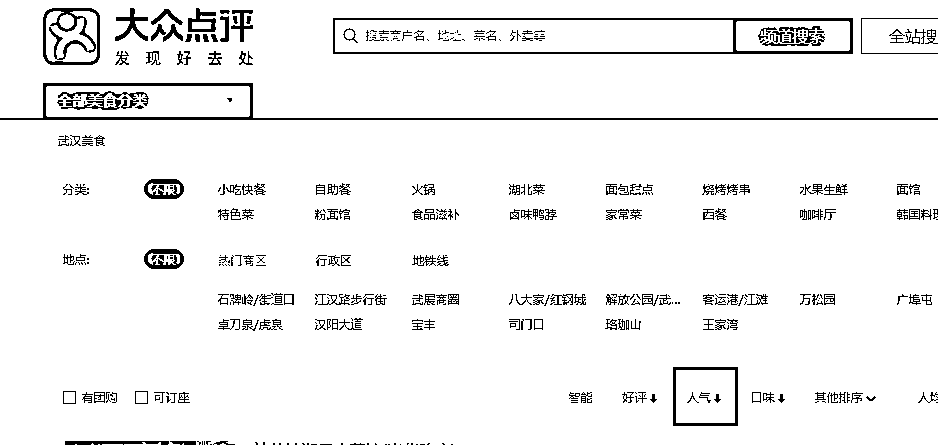 大众点评
发现好去处
搜索商户名、地址、菜名、外卖等
频道搜索
全站搜
全部美食分类
武汉美食
分类: 不限 小吃快餐 自助餐 火锅 湖北菜 面包甜点 烧烤烤串 水果生鲜 面馆
特色菜 粉面馆 食品滋补 卤味鸭脖 家常菜 西餐 咖啡厅 韩国料理
地点: 不限 热门商区 行政区 地铁线
石牌岭/街道口 江汉路步行街 武展商圈 八大家/红钢城 解放公园/武... 客运港/江滩 万松园 广埠屯
卓刀泉/虎泉 汉阳大道 宝丰 司门口 珞珈山 王家湾
有团购 可订座 智能 好评 人气 口味 其他排序 人均